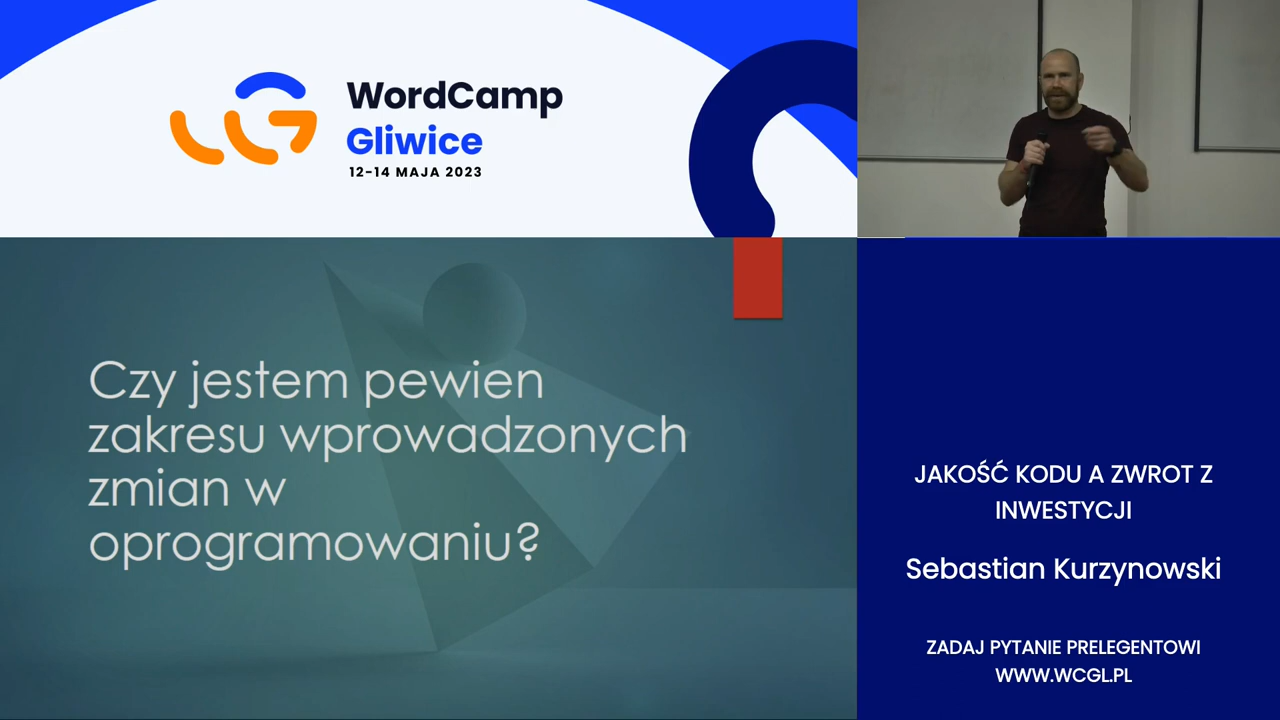 WordCamp
Gliwice
12-14 MAJA 2023
Czy jestem pewien
zakresu wprowadzonych
zmian w
oprogramowaniu?
JAKOŚĆ KODU A ZWROT Z
INWESTYCJI
Sebastian Kurzynowski
ZADAJ PYTANIE PRELEGENTOWI
WWW.WCGL.PL